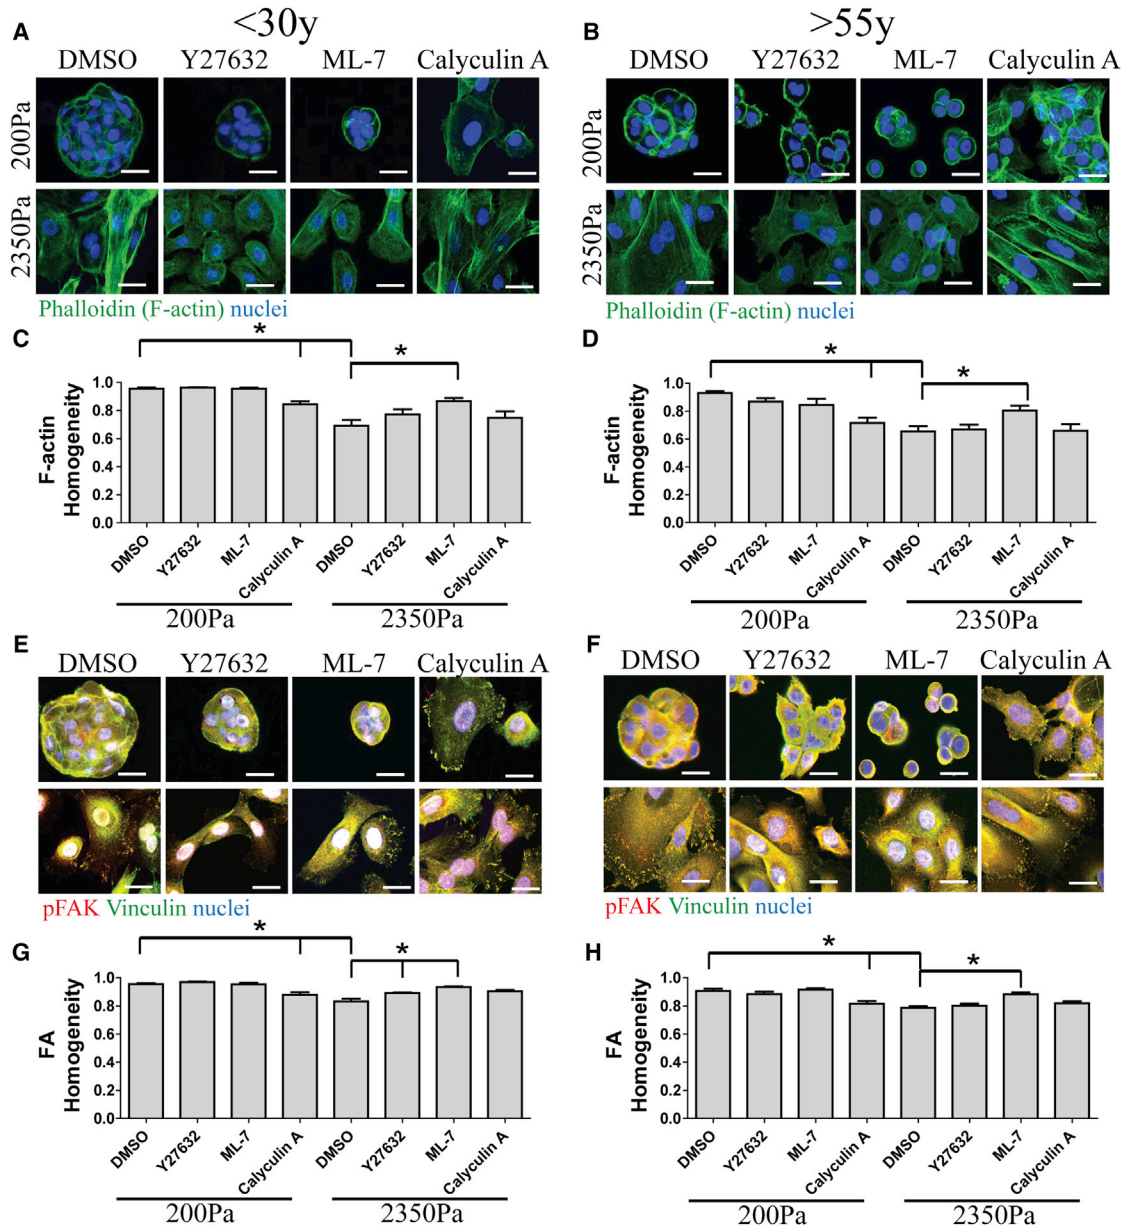 <30y
>55y
A
DMSO Y27632 ML-7 Calyculin A
200Pa
2350Pa
Phalloidin (F-actin) nuclei
B
DMSO Y27632 ML-7 Calyculin A
200Pa
2350Pa
Phalloidin (F-actin) nuclei
C
* *
F-actin
Homogeneity
1.0
0.8
0.6
0.4
0.2
0.0
DMSO Y27632 ML-7 Calyculin A DMSO Y27632 ML-7 Calyculin A
200Pa 2350Pa
D
* *
F-actin
Homogeneity
1.0
0.8
0.6
0.4
0.2
0.0
DMSO Y27632 ML-7 Calyculin A DMSO Y27632 ML-7 Calyculin A
200Pa 2350Pa
E
DMSO Y27632 ML-7 Calyculin A
pFAK Vinculin nuclei
F
DMSO Y27632 ML-7 Calyculin A
pFAK Vinculin nuclei
G
* *
FA
Homogeneity
1.0
0.8
0.6
0.4
0.2
0.0
DMSO Y27632 ML-7 Calyculin A DMSO Y27632 ML-7 Calyculin A
200Pa 2350Pa
H
* *
FA
Homogeneity
1.0
0.8
0.6
0.4
0.2
0.0
DMSO Y27632 ML-7 Calyculin A DMSO Y27632 ML-7 Calyculin A
200Pa 2350Pa